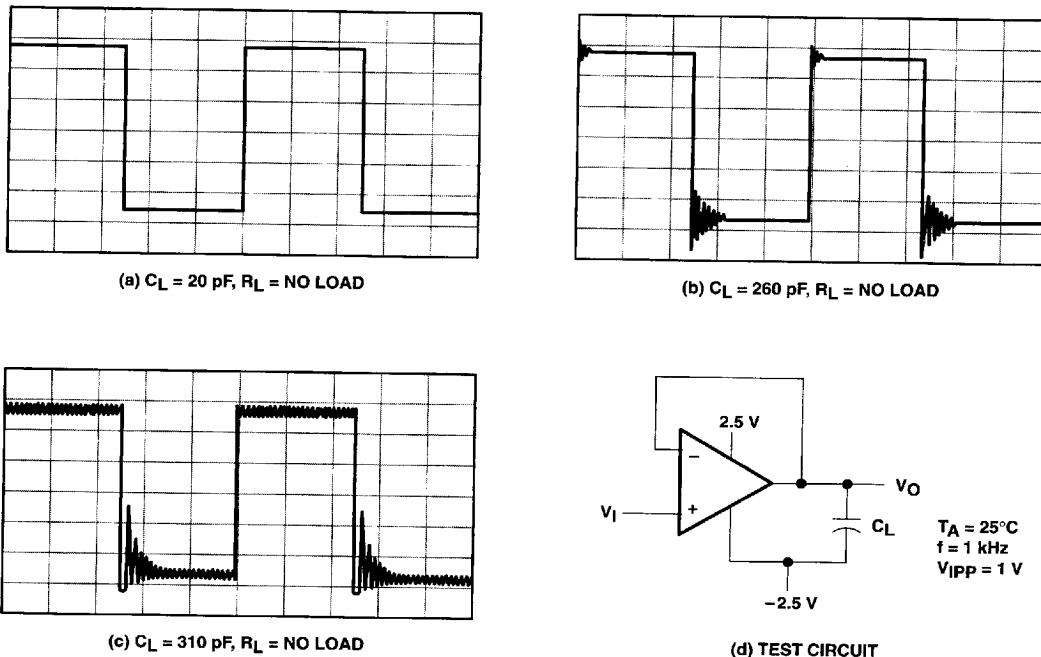 (a) CL = 20 pF, RL = NO LOAD
(b) CL = 260 pF, RL = NO LOAD
(c) CL = 310 pF, RL = NO LOAD
2.5 V
−
+
VI
VO
CL
−2.5 V
TA = 25°C
f = 1 kHz
VIPP = 1 V
(d) TEST CIRCUIT